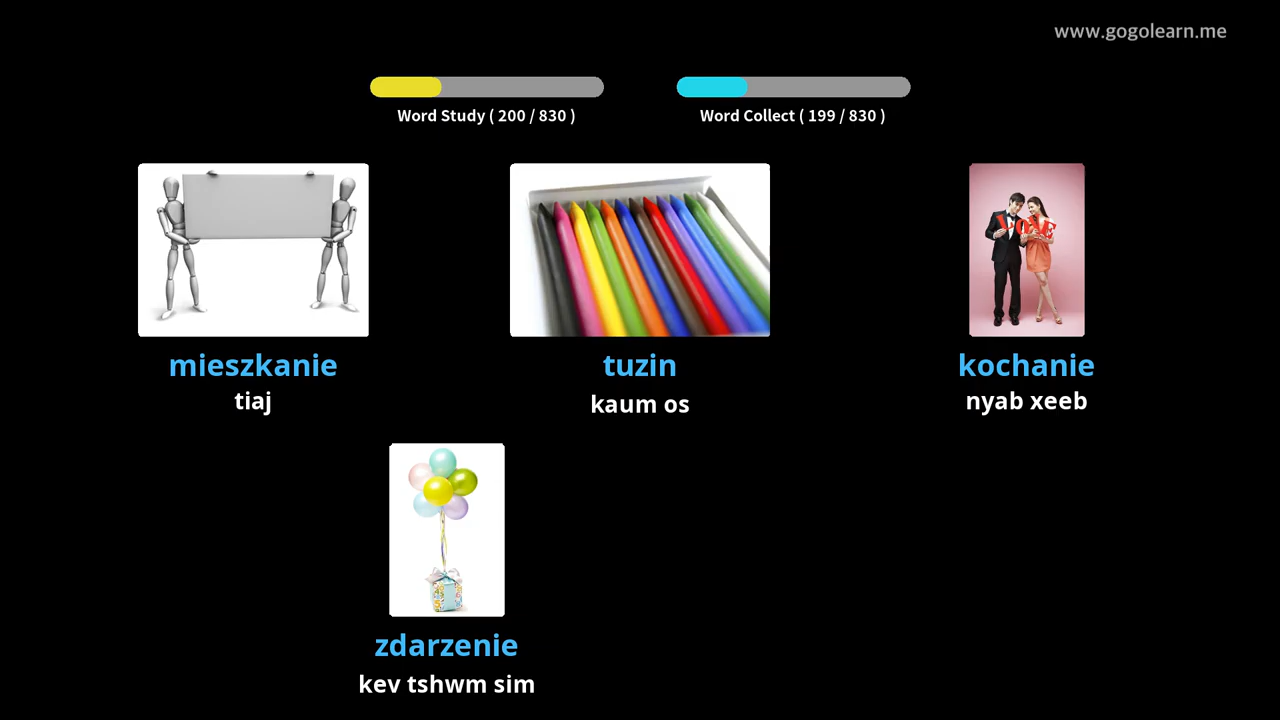 www.gogolearn.me
Word Study ( 200 / 830 )
Word Collect ( 199 / 830 )
LOVE
mieszkanie
tuzin
kochanie
tiaj
kaum os
nyab xeeb
zdarzenie
kev tshwm sim